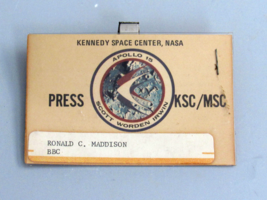 KENNEDY SPACE CENTER, NASA
APOLLO 15
PRESS KSC/MSC
SCOTT WORDEN IRWIN
RONALD C. MADDISON
BBC